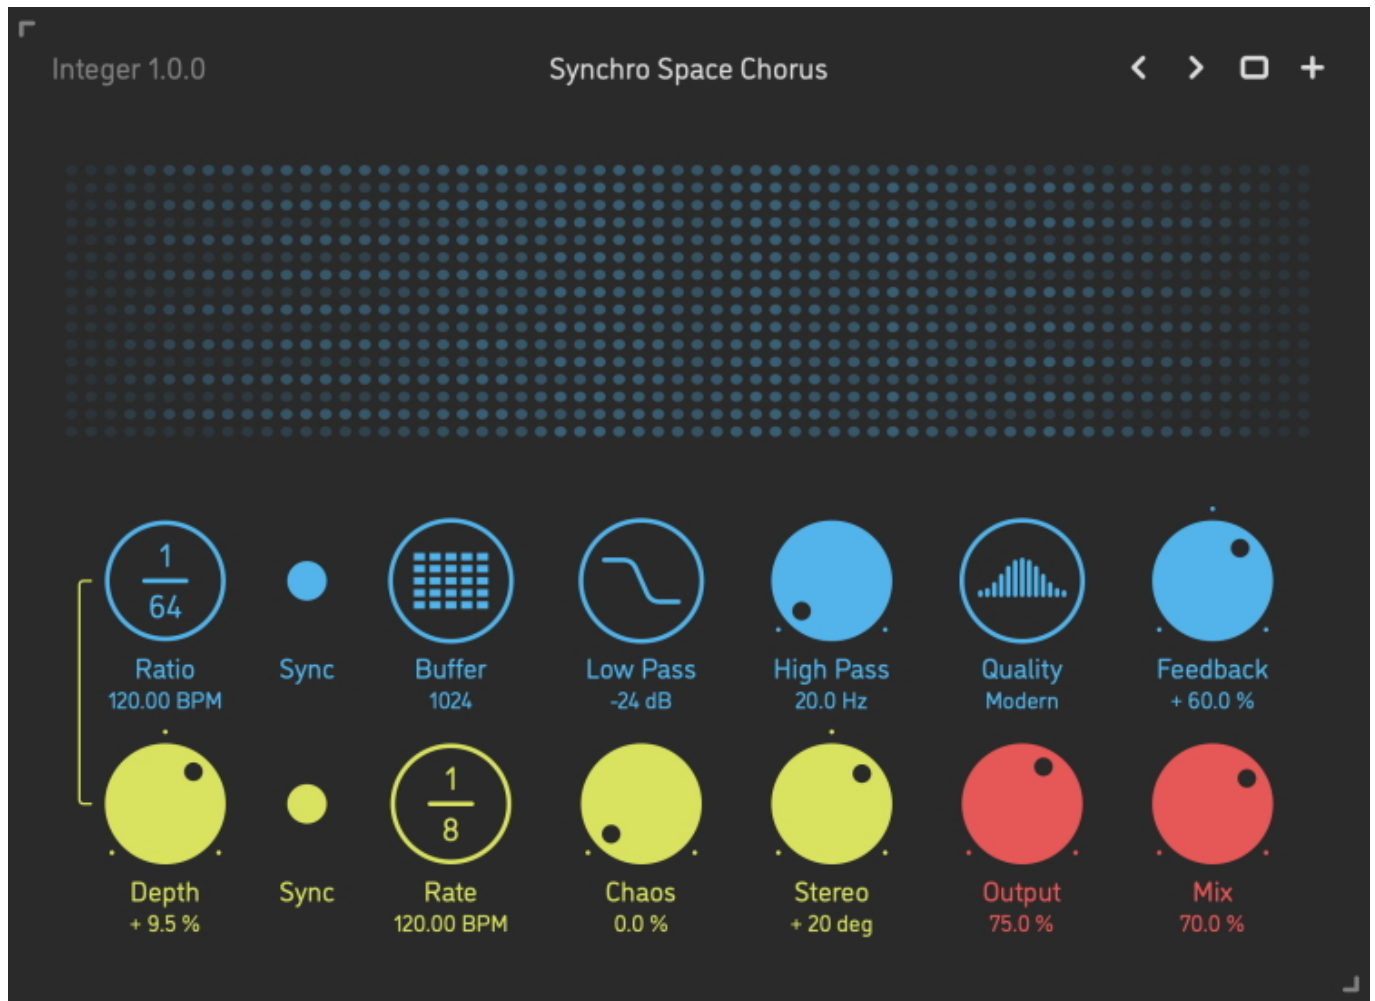 Integer 1.0.0
Synchro Space Chorus
1
64
Ratio
120.00 BPM
Sync
Buffer
1024
Low Pass
-24 dB
High Pass
20.0 Hz
Quality
Modern
Feedback
+ 60.0 %
Depth
+ 9.5 %
Sync
1
8
Rate
120.00 BPM
Chaos
0.0 %
Stereo
+ 20 deg
Output
75.0 %
Mix
70.0 %